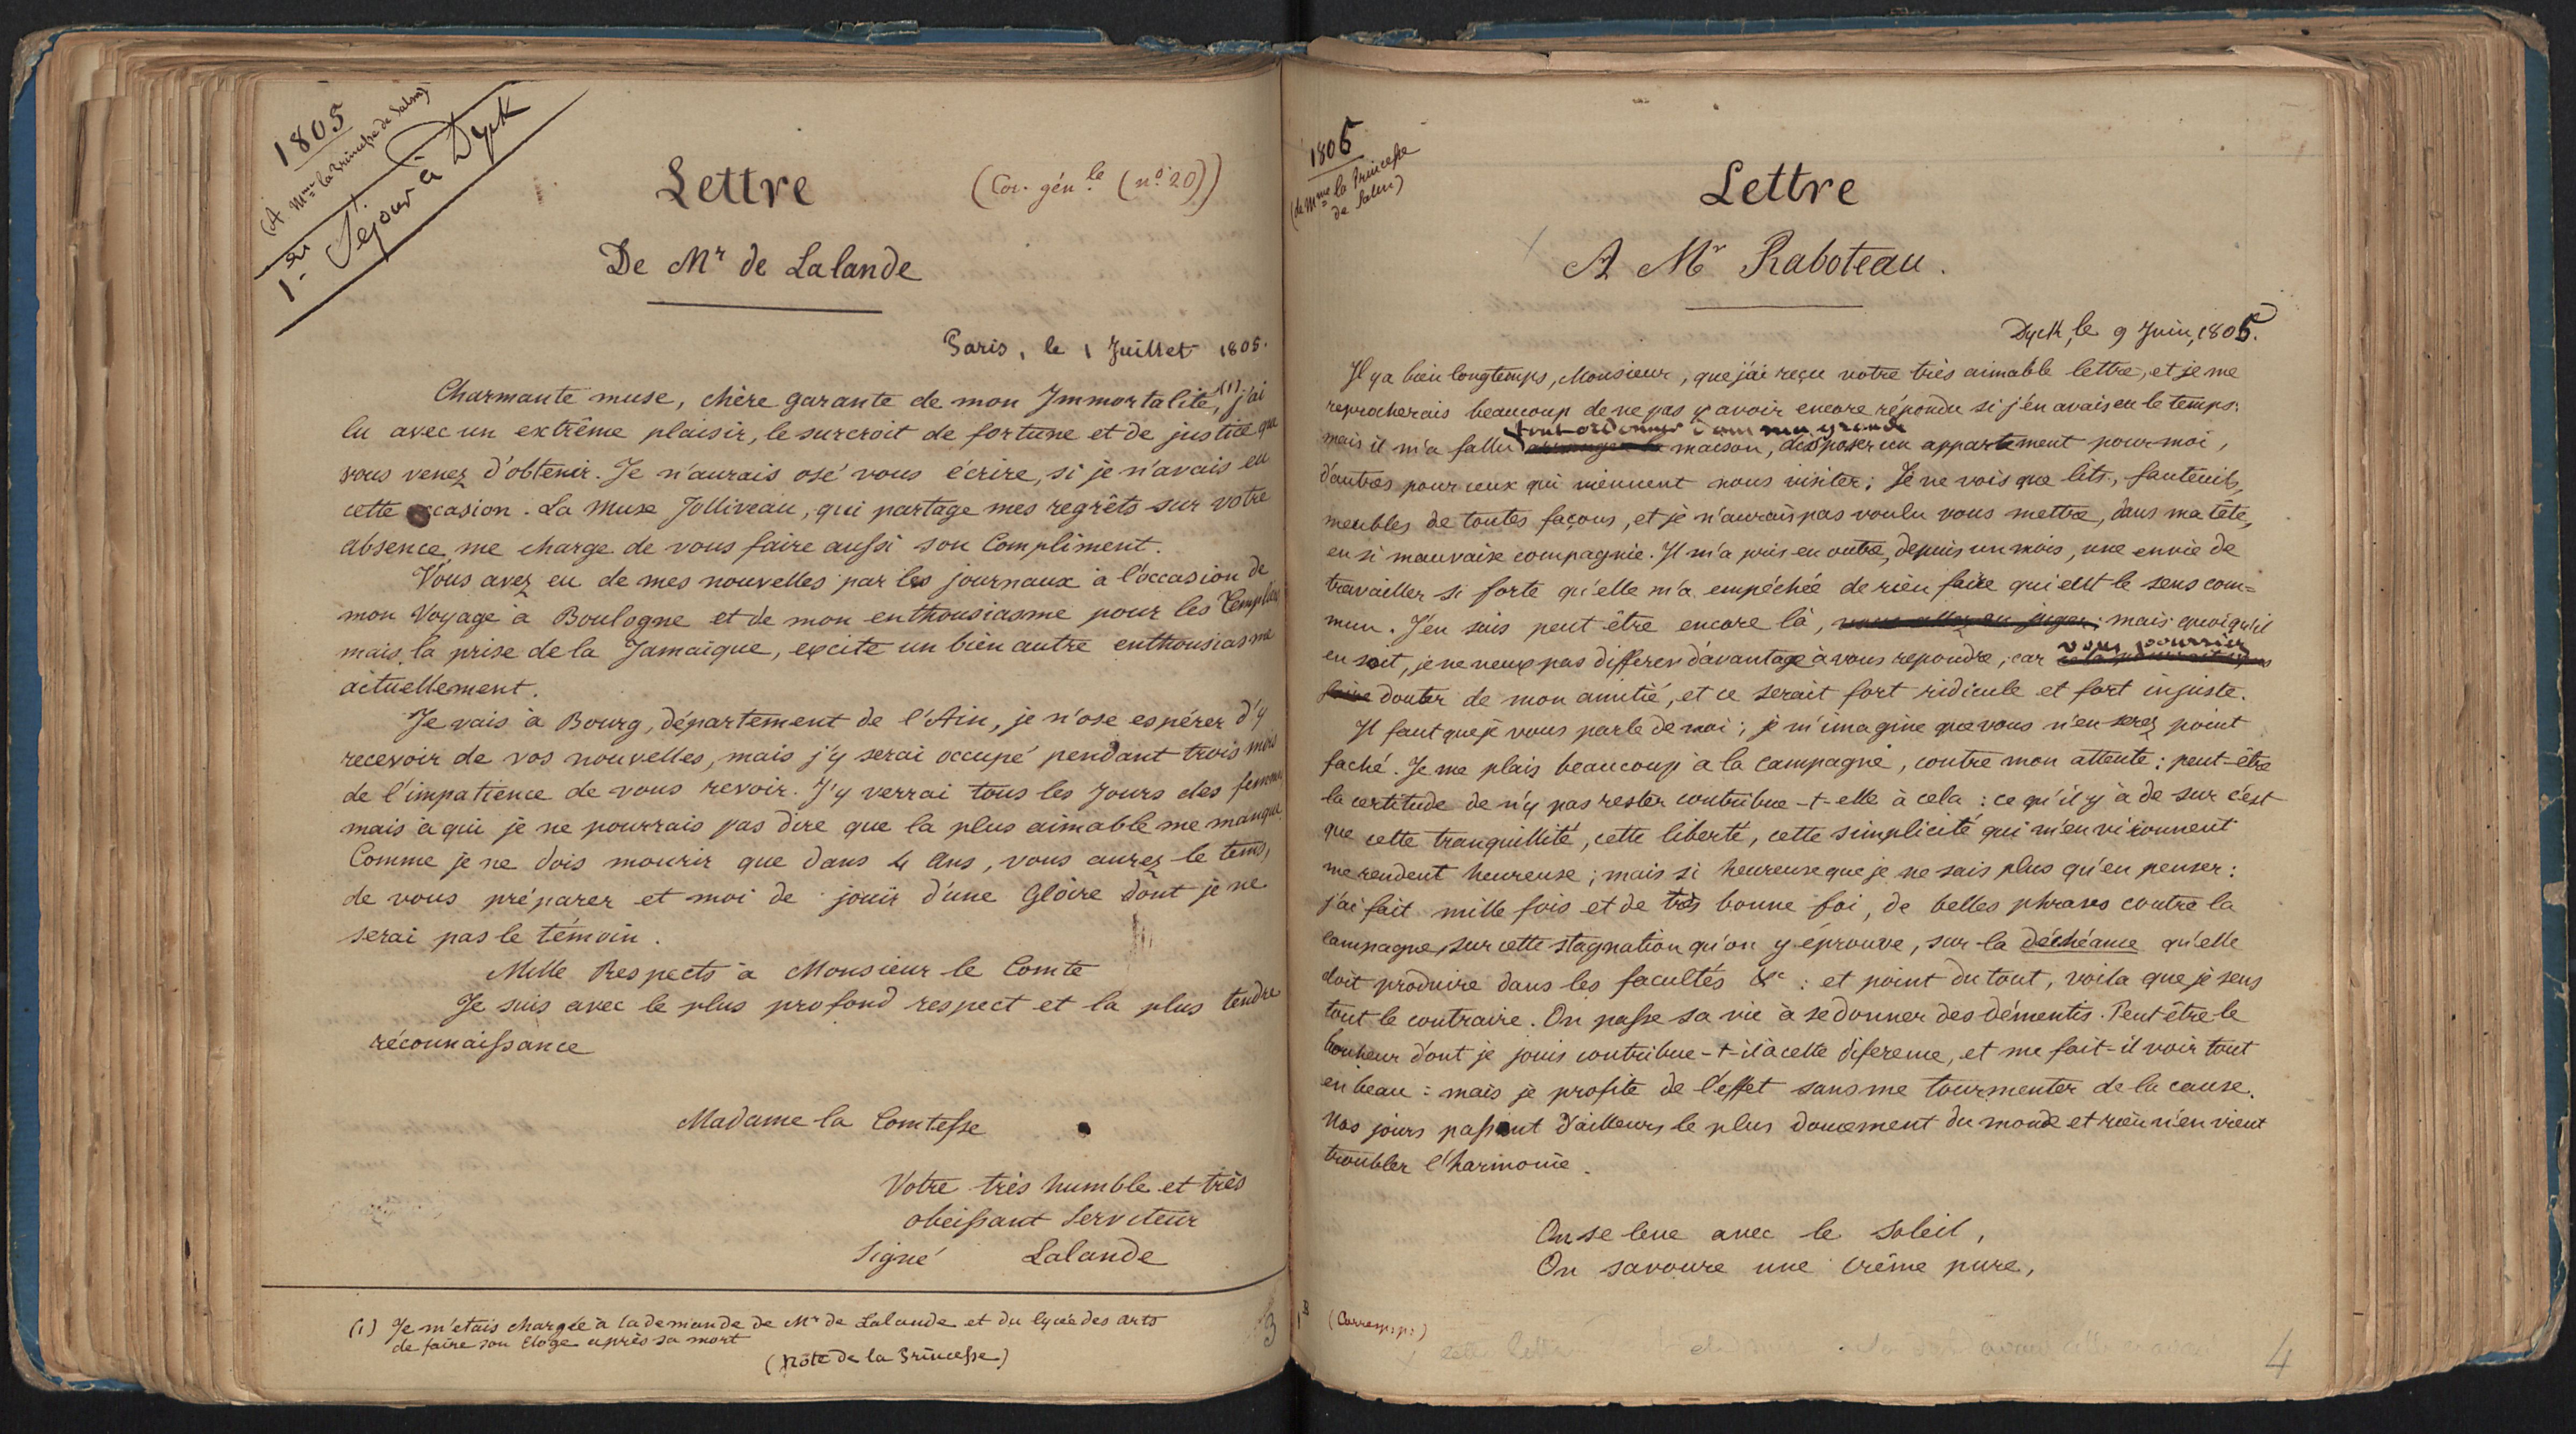 1805
(A Mme la Princesse de Salm)
1er Séjour à Dyck
Lettre
(Cor. génle (no. 20))
De Mr de Lalande
Paris, le 1 Juillet 1805.
Charmante muse, chère garante de mon Immortalité, (1) j'ai
lu avec un extrême plaisir, le surcroit de fortune et de justice que
vous venez d'obtenir. Je n'aurais osé vous écrire, si je n'avais eu
cette occasion. La Muse Jolliveau, qui partage mes regrêts sur votre
absence, me charge de vous faire aussi son Compliment.
Vous avez eu de mes nouvelles par les journaux à l'occasion de
mon Voyage à Boulogne et de mon enthousiasme pour les Templiers
mais, la prise de la Jamaïque, excite un bien autre enthousiasme
actuellement.
Je vais à Bourg, département de l'Ain, je n'ose espérer d'y
recevoir de vos nouvelles, mais j'y serai occupé pendant trois mois
de l'impatience de vous revoir. J'y verrai tous les jours des femmes
mais à qui je ne pourrais pas dire que la plus aimable me manque.
Comme je ne dois mourir que dans 4 ans, vous aurez le tems,
de vous préparer et moi de jouir d'une Gloire dont je ne
serai pas le témoin.
Mille Respects à Monsieur le Comte
Je suis avec le plus profond respect et la plus tendre
réconnaissance
Madame la Comtesse
Votre très humble et très
obeissant Serviteur
Signé Lalande
(1) Je m'etais chargée à la demande de Mr de Lalande et du lycée des arts
de faire son Eloge après sa mort
(Note de la Princesse)
3
1805
(de Mme la Princesse
de Salm)
Lettre
A Mr Raboteau.
Dyck, le 9 Juin, 1805.
Il y a bien longtemps, Monsieur, que j'ai reçu votre très aimable lettre, et je me
reprocherais beaucoup de ne pas y avoir encore répondu si j'en avais eu le temps:
tout ordonner dans ma grande
mais il m'a fallu arranger la maison, disposer un appartement pour moi,
d'autres pour ceux qui viennent nous visiter; Je ne vois que lits, fauteuils,
meubles de toutes façons, et je n'aurais pas voulu vous mettre, dans ma tête,
en si mauvaise compagnie. Il m'a pris en outre, depuis un mois, une envie de
travailler si forte qu'elle m'a empéchée de rien faire qui eut le sens com=
mun. J'en suis peut être encore là, vous allez en juger; mais quoiqu'il
vous pourriez
en soit, je ne veux pas differer d'avantage à vous repondre, car
faire douter de mon amitié, et ce serait fort ridicule et fort injuste.
Il faut que je vous parle de moi; je m'imagine que vous n'en serez point
faché. Je me plais beaucoup à la campagne, contre mon attente: peut-être
la certitude de n'y pas rester contribue-t-elle à cela: ce qu'il y à de sur c'est
que cette tranquillité, cette liberté, cette simplicité qui m'environnent
me rendent heureuse; mais si heureuse que je ne sais plus qu'en penser:
j'ai fait mille fois et de très bonne foi, de belles phrases contre la
campagne, sur cette stagnation qu'on y éprouve, sur la déchéance qu'elle
doit produire dans les facultés &c: et point du tout, voila que je sens
tout le contraire. On passe sa vie à se donner des démentis. Peut être le
bonheur dont je jouis contribue-t-il à cette diference, et me fait-il voir tout
en beau: mais je profite de l'effet sans me tourmenter de la cause.
Nos jours passent d'ailleurs le plus doucement du monde et rien n'en vient
troubler l'harmonie.
On se leve avec le soleil,
On savoure une crême pure,
1B (Corresp: p:)
4